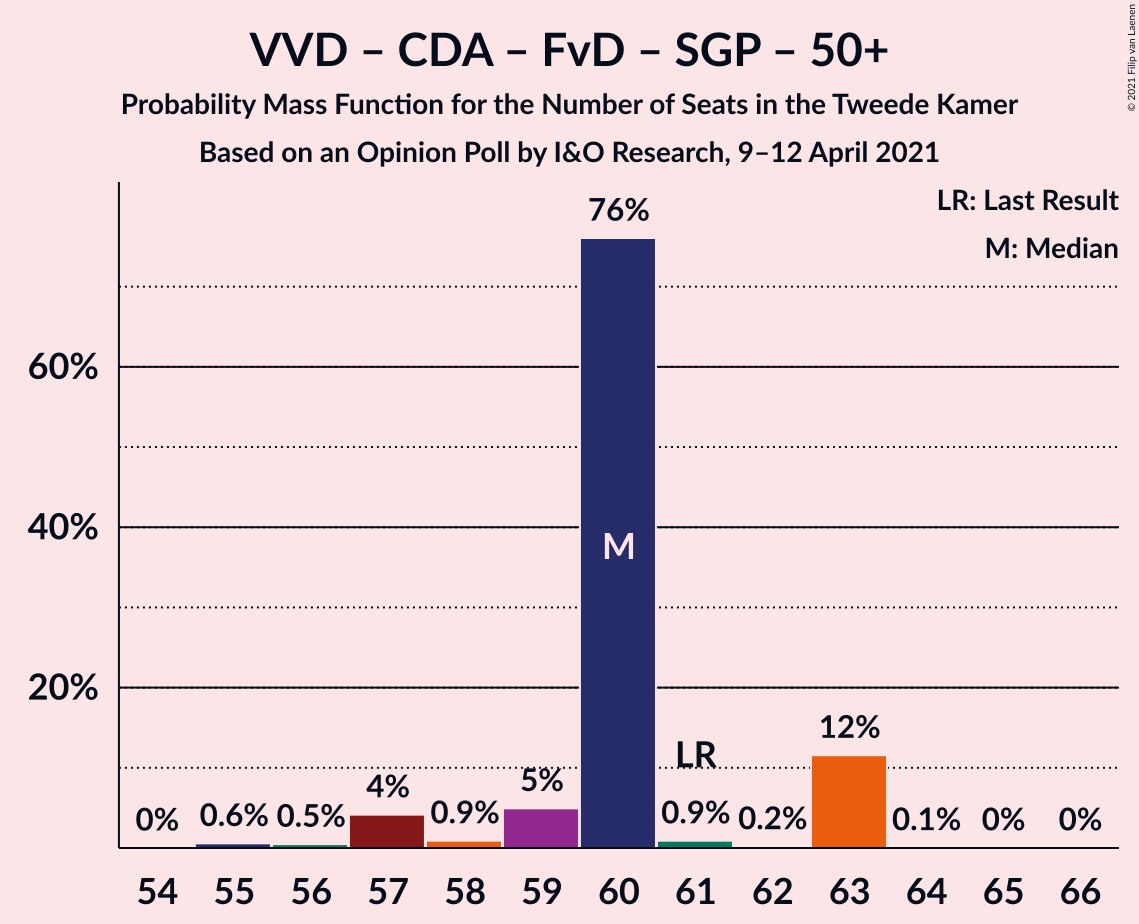 VVD – CDA – FvD – SGP – 50+
Probability Mass Function for the Number of Seats in the Tweede Kamer
Based on an Opinion Poll by I&O Research, 9–12 April 2021
© 2021 Filip van Laenen
LR: Last Result
M: Median
76%
60%
40%
M
20%
12%
LR
5%
4%
0% 0.6% 0.5% 0.9% 0.9% 0.2% 0.1% 0% 0%
54 55 56 57 58 59 60 61 62 63 64 65 66